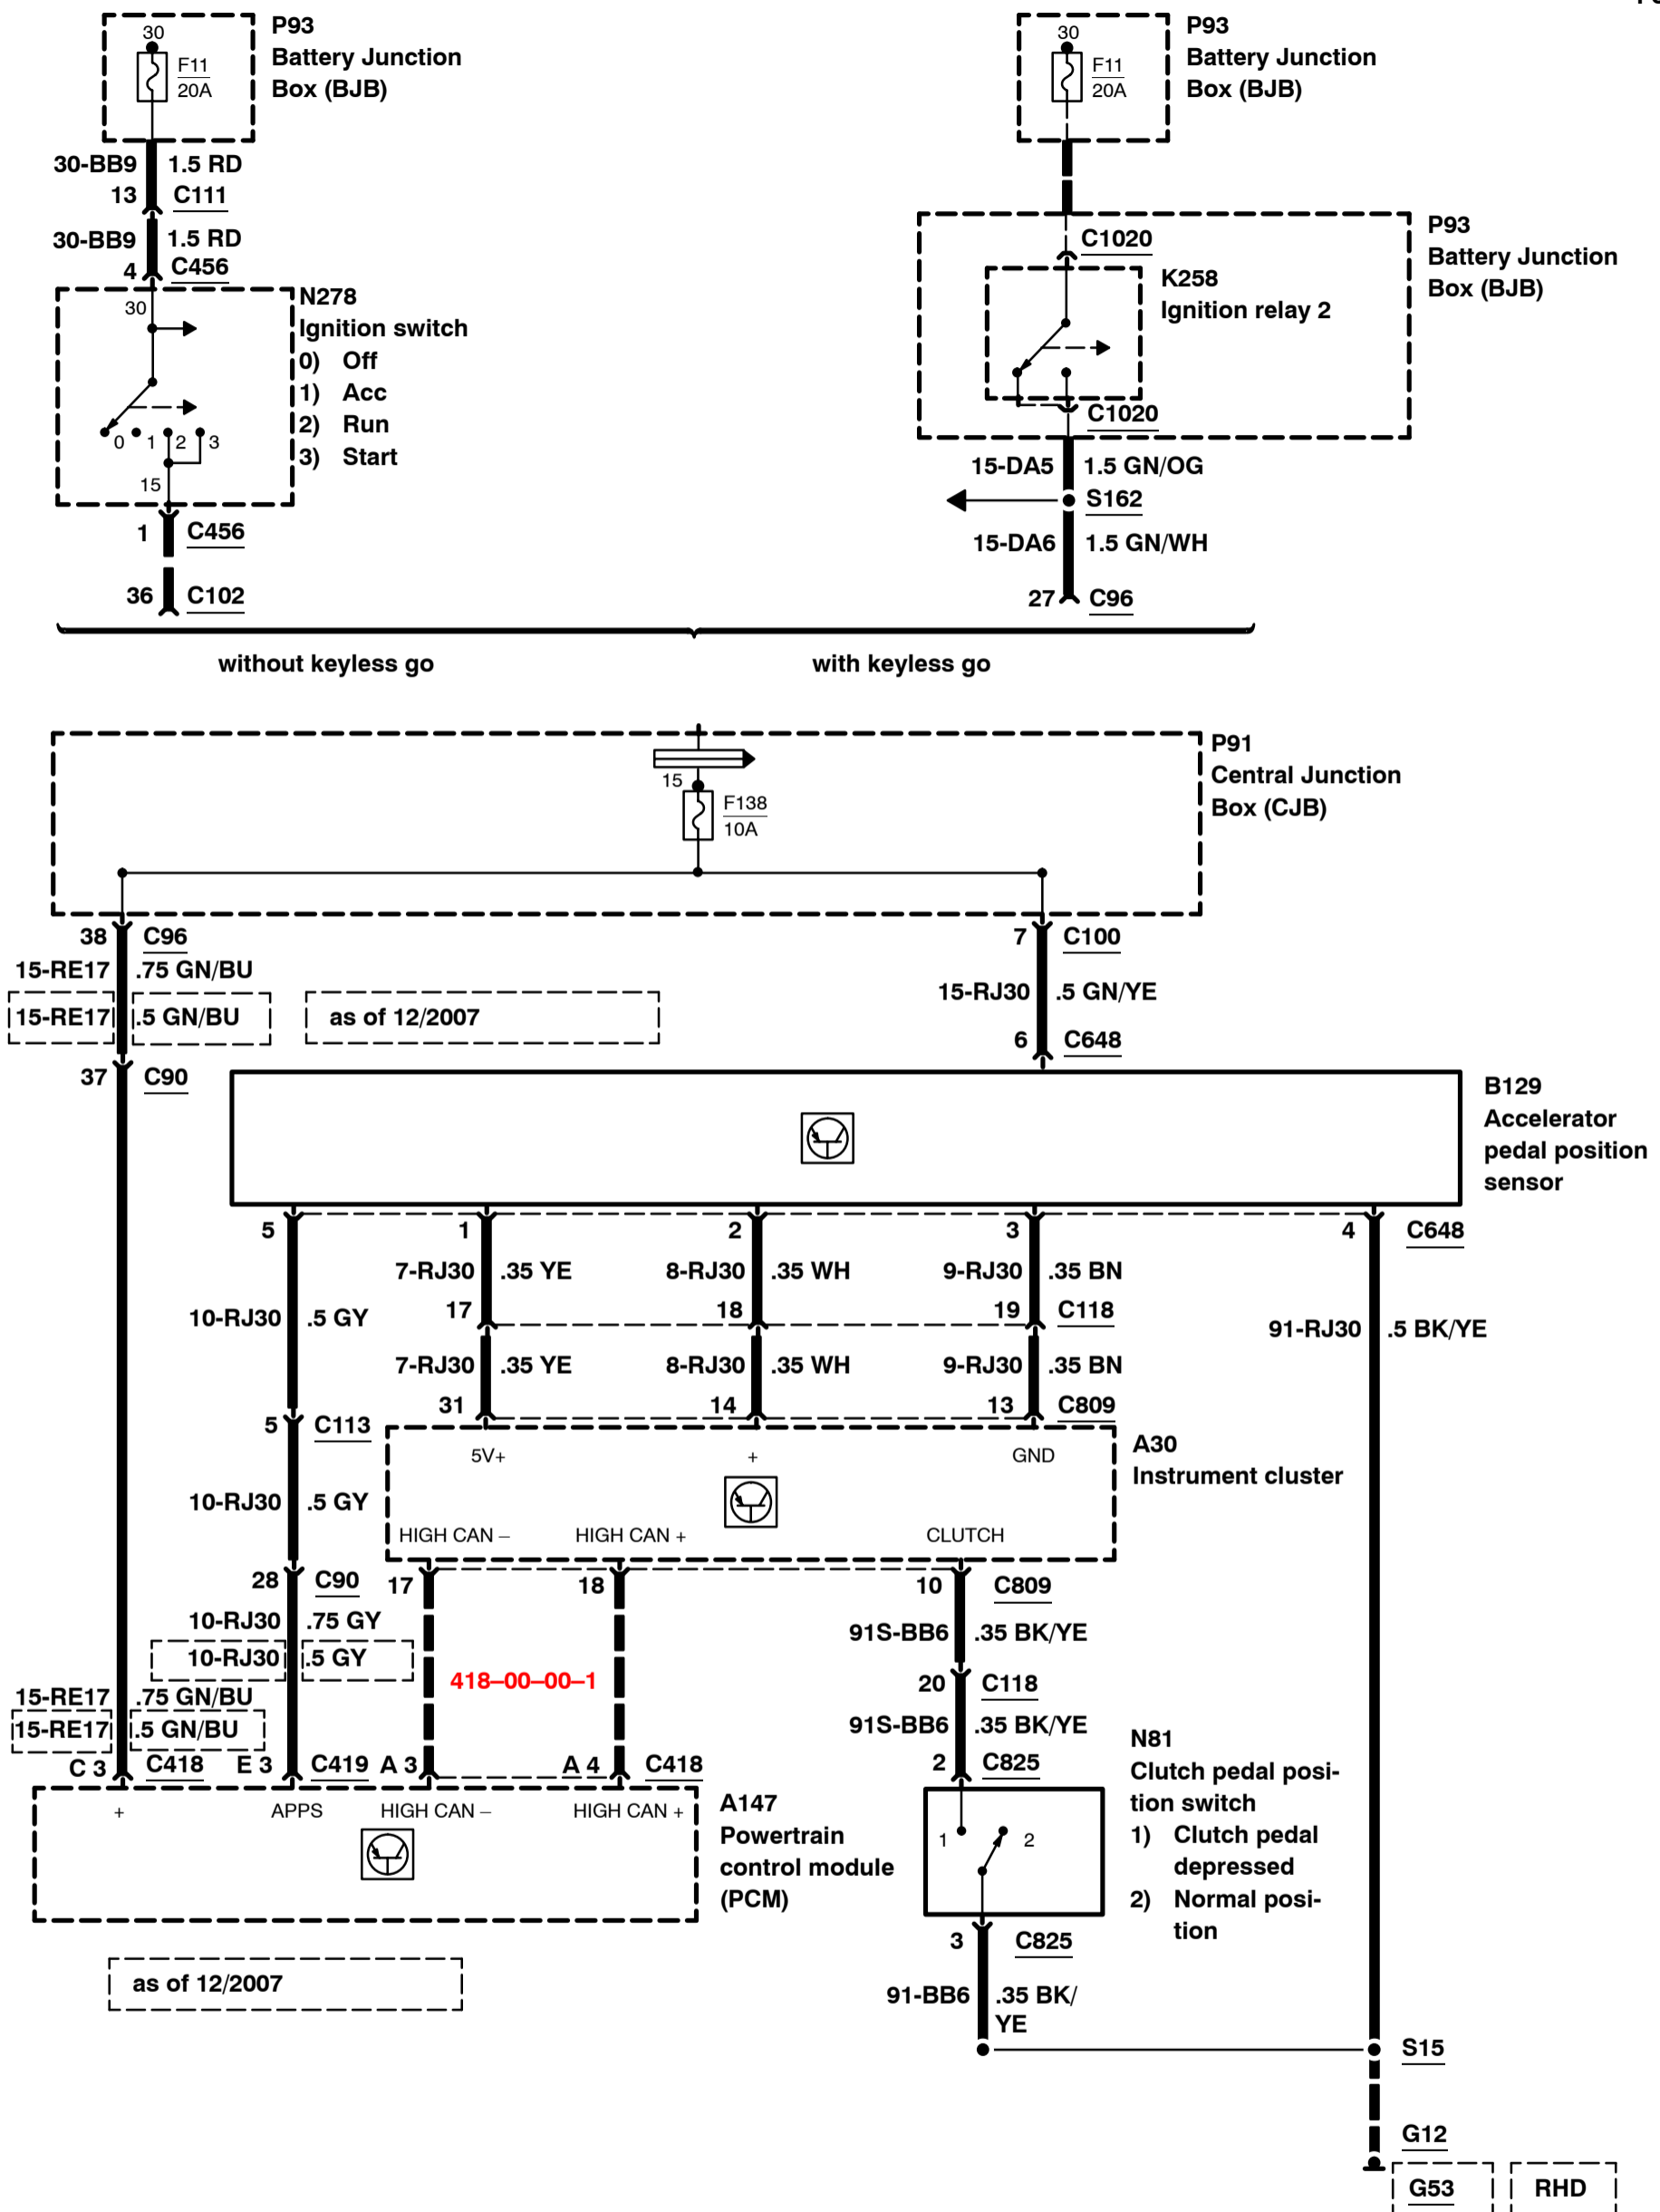 30
F11
20A
P93
Battery Junction
Box (BJB)
30-BB9 1.5 RD
13 C111
30-BB9 1.5 RD
4 C456
30
N278
Ignition switch
0) Off
1) Acc
2) Run
3) Start
0 1 2 3
15
1 C456
36 C102
30
F11
20A
P93
Battery Junction
Box (BJB)
C1020
K258
Ignition relay 2
P93
Battery Junction
Box (BJB)
C1020
15-DA5 1.5 GN/OG
S162
15-DA6 1.5 GN/WH
27 C96
without keyless go
with keyless go
15
F138
10A
P91
Central Junction
Box (CJB)
38 C96
15-RE17 .75 GN/BU
15-RE17 .5 GN/BU
as of 12/2007
37 C90
7 C100
15-RJ30 .5 GN/YE
6 C648
B129
Accelerator
pedal position
sensor
5 1 2 3 4 C648
7-RJ30 .35 YE 8-RJ30 .35 WH 9-RJ30 .35 BN
17 18 19 C118
10-RJ30 .5 GY
91-RJ30 .5 BK/YE
7-RJ30 .35 YE 8-RJ30 .35 WH 9-RJ30 .35 BN
31 14 13 C809
5 C113
5V+ + GND
A30
Instrument cluster
10-RJ30 .5 GY
HIGH CAN – HIGH CAN + CLUTCH
28 C90 17 18 10 C809
10-RJ30 .75 GY
10-RJ30 .5 GY
91S-BB6 .35 BK/YE
418–00–00–1
20 C118
15-RE17 .75 GN/BU
15-RE17 .5 GN/BU
91S-BB6 .35 BK/YE
C 3 C418 E 3 C419 A 3 A 4 C418
2 C825
+ APPS HIGH CAN – HIGH CAN +
A147
Powertrain
control module
(PCM)
1 2
N81
Clutch pedal posi-
tion switch
1) Clutch pedal
depressed
2) Normal posi-
tion
3 C825
as of 12/2007
91-BB6 .35 BK/
YE
S15
G12
G53 RHD